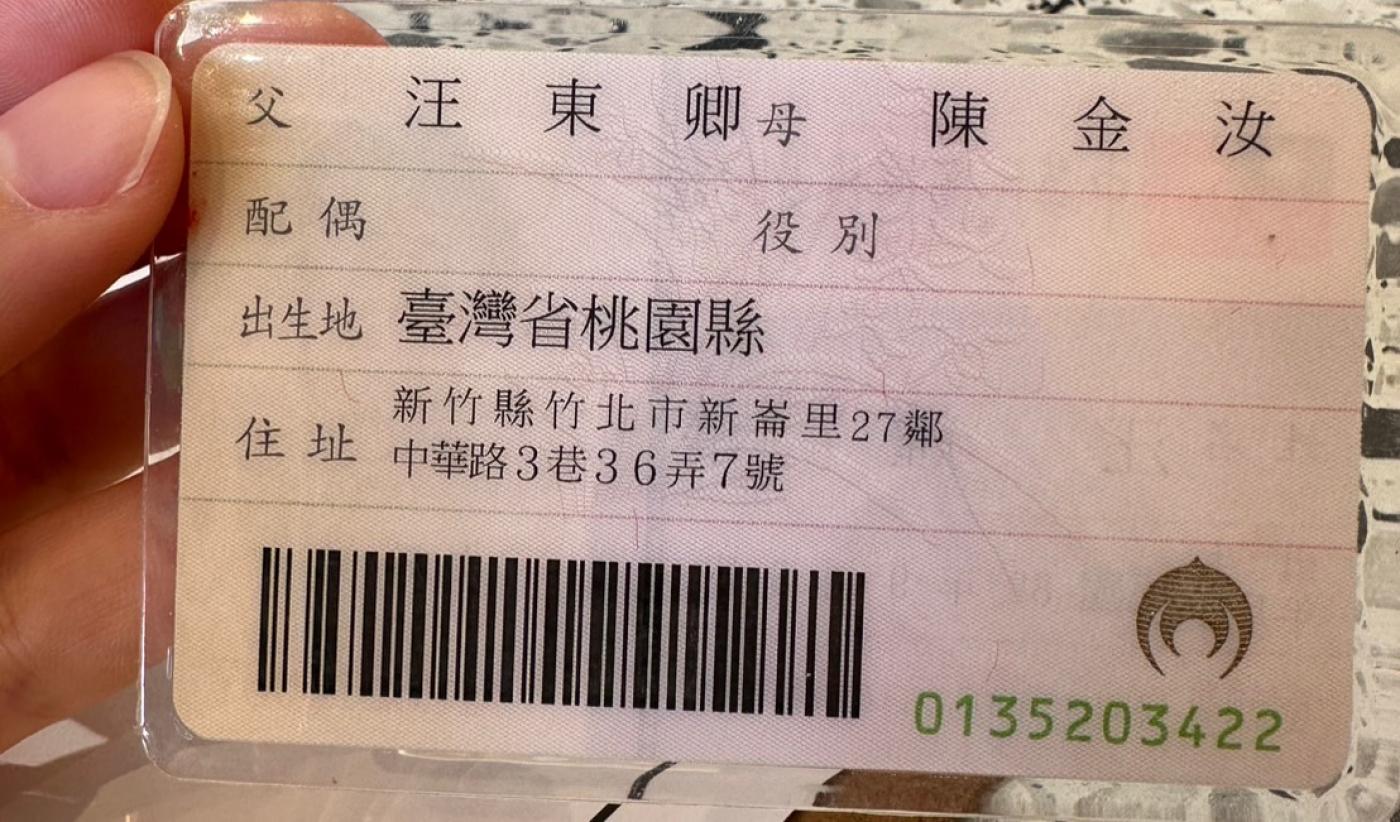 父 汪東卿 母 陳金汝
配偶 役別
出生地 臺灣省桃園縣
住址 新竹縣竹北市新崙里27鄰
中華路3巷36弄7號
0135203422